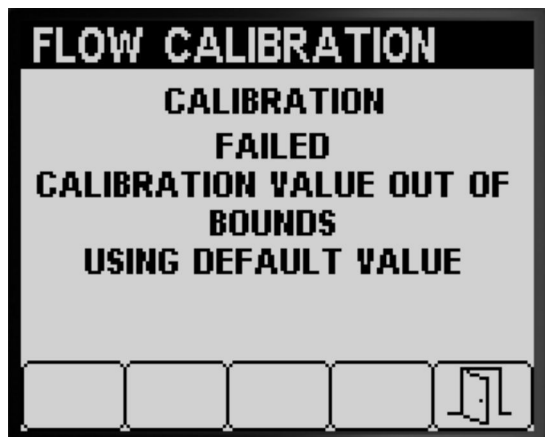 FLOW CALIBRATION
CALIBRATION
FAILED
CALIBRATION VALUE OUT OF
BOUNDS
USING DEFAULT VALUE